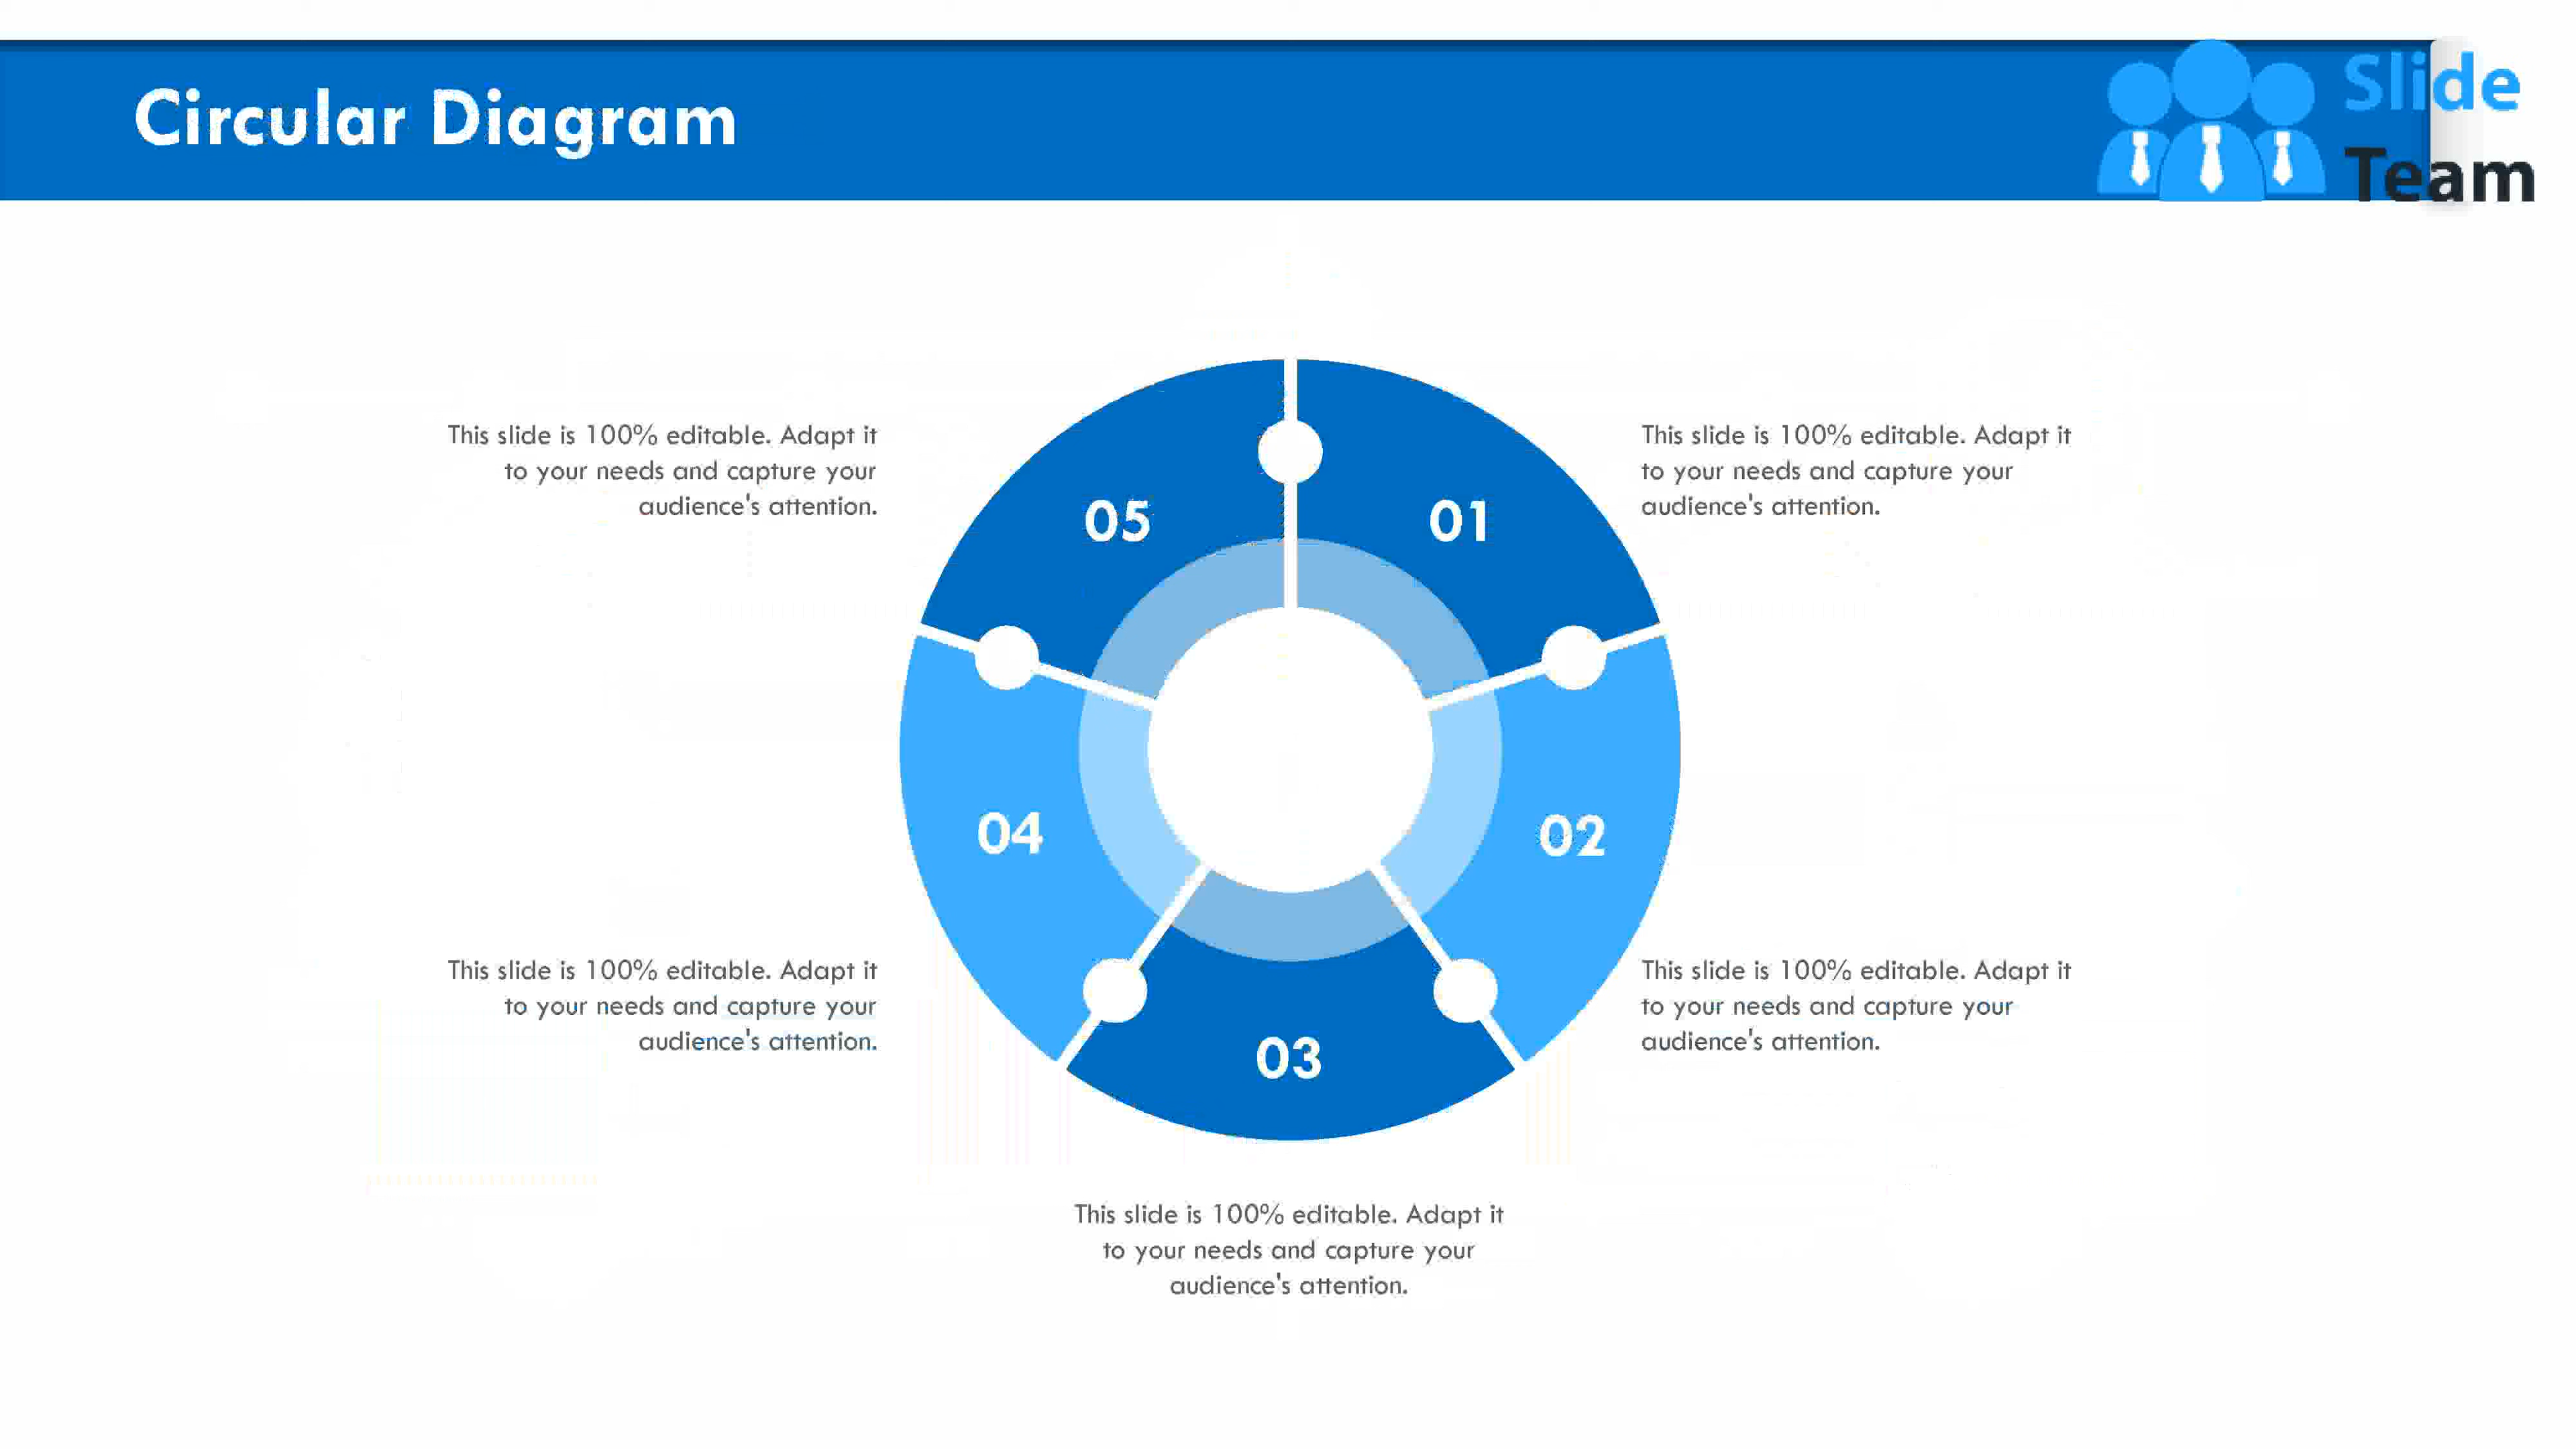 Circular Diagram
Slide
Team
This slide is 100% editable. Adapt it
to your needs and capture your
audience's attention.
05
01
This slide is 100% editable. Adapt it
to your needs and capture your
audience's attention.
04
02
This slide is 100% editable. Adapt it
to your needs and capture your
audience's attention.
03
This slide is 100% editable. Adapt it
to your needs and capture your
audience's attention.
This slide is 100% editable. Adapt it
to your needs and capture your
audience's attention.